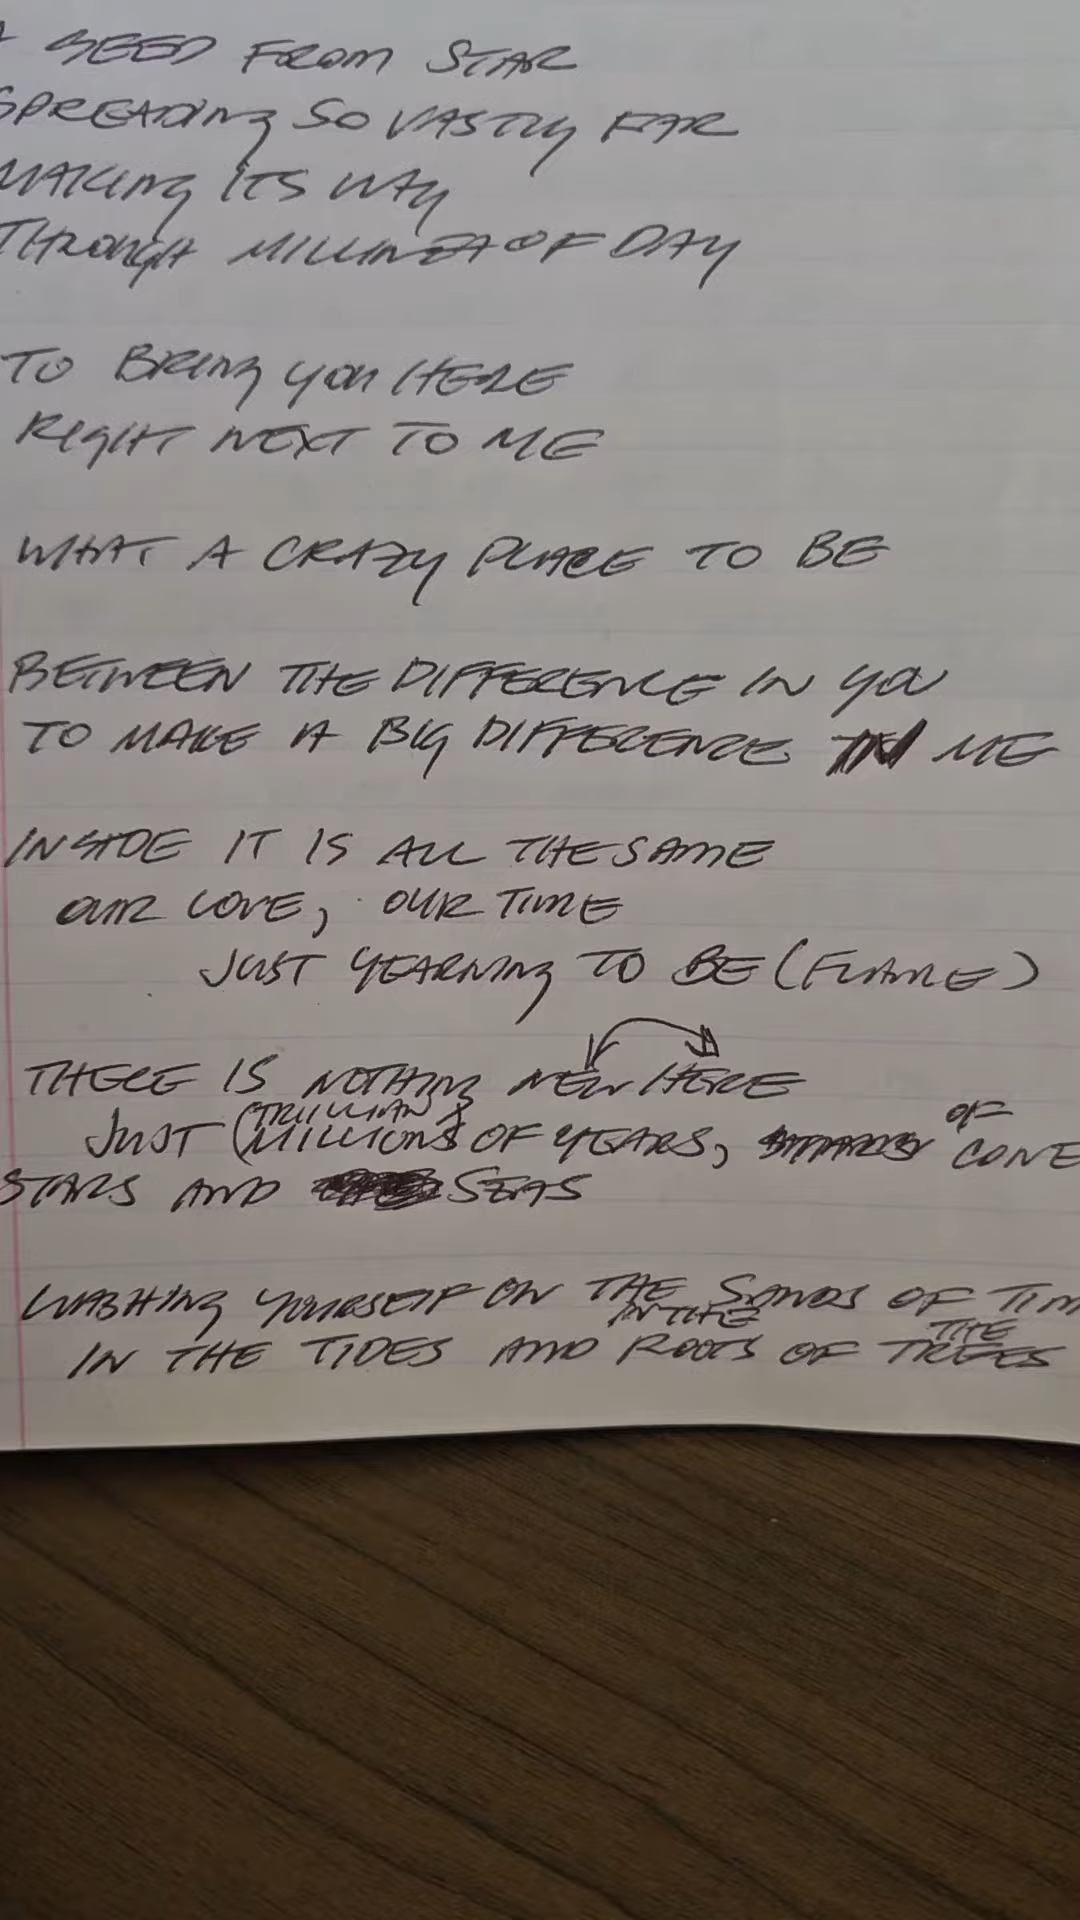 A SEED FROM STAR
SPREADING SO VASTLY FAR
MAKING ITS WAY
THROUGH OF DAY
TO BRING YOU HERE
RIGHT NEXT TO ME
WHAT A CRAZY PLACE TO BE
BETWEEN THE DIFFERENCE IN YOU
TO MAKE A BIG DIFFERENCE IN ME
INSIDE IT IS ALL THE SAME
OUR LOVE, OUR TIME
JUST YEARNING TO BE (FLAME)
THERE IS NOTHING NEW HERE
(TRILLIAN)
OF
JUST (MILLIONS OF YEARS,
STARS AND SEAS
WASHING YOURSELF ON THE SANDS OF TIM
IN THE
THE
IN THE TIDES AND ROOTS OF TREES